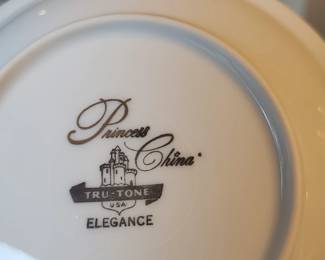 Princess
China
TRU-TONE
USA
ELEGANCE